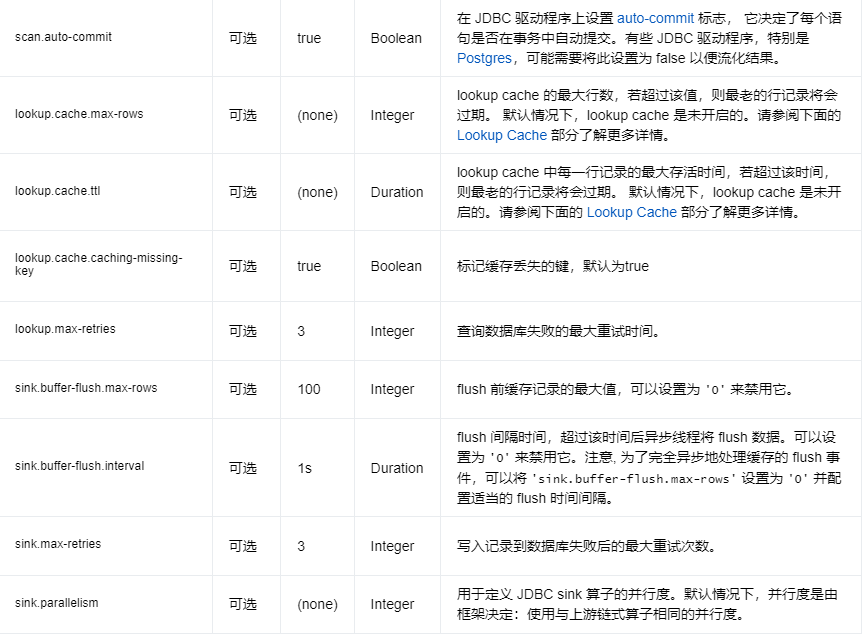 scan.auto-commit 可选 true Boolean 在 JDBC 驱动程序上设置 auto-commit 标志， 它决定了每个语
句是否在事务中自动提交。有些 JDBC 驱动程序，特别是
Postgres，可能需要将此设置为 false 以便流化结果。
lookup.cache.max-rows 可选 (none) Integer lookup cache 的最大行数，若超过该值，则最老的行记录将会
过期。 默认情况下，lookup cache 是未开启的。请参阅下面的
Lookup Cache 部分了解更多详情。
lookup.cache.ttl 可选 (none) Duration lookup cache 中每一行记录的最大存活时间，若超过该时间，
则最老的行记录将会过期。 默认情况下，lookup cache 是未开
启的。请参阅下面的 Lookup Cache 部分了解更多详情。
lookup.cache.caching-missing-
key 可选 true Boolean 标记缓存丢失的键，默认为true
lookup.max-retries 可选 3 Integer 查询数据库失败的最大重试时间。
sink.buffer-flush.max-rows 可选 100 Integer flush 前缓存记录的最大值，可以设置为 '0' 来禁用它。
sink.buffer-flush.interval 可选 1s Duration flush 间隔时间，超过该时间后异步线程将 flush 数据。可以设
置为 '0' 来禁用它。注意, 为了完全异步地处理缓存的 flush 事
件，可以将 'sink.buffer-flush.max-rows' 设置为 '0' 并配
置适当的 flush 时间间隔。
sink.max-retries 可选 3 Integer 写入记录到数据库失败后的最大重试次数。
sink.parallelism 可选 (none) Integer 用于定义 JDBC sink 算子的并行度。默认情况下，并行度是由
框架决定：使用与上游链式算子相同的并行度。